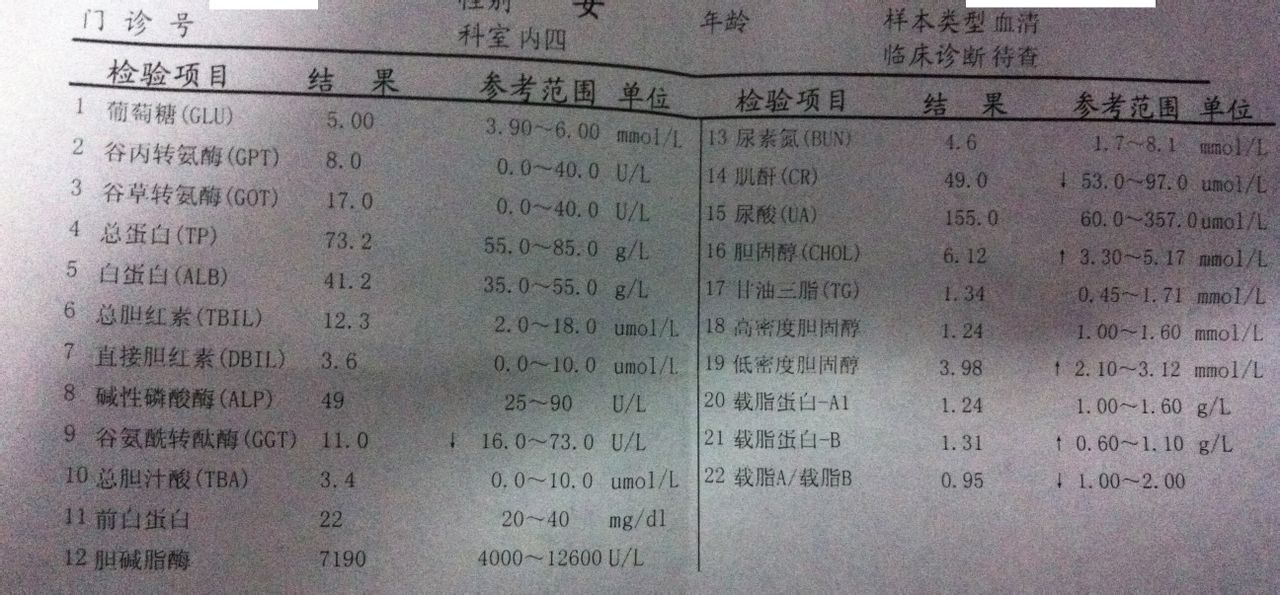 门诊号 性别 女 年龄 样本类型 血清
科室 内四 临床诊断 待查
检验项目 结果 参考范围 单位
1 葡萄糖(GLU) 5.00 3.90～6.00 mmol/L
2 谷丙转氨酶(GPT) 8.0 0.0～40.0 U/L
3 谷草转氨酶(GOT) 17.0 0.0～40.0 U/L
4 总蛋白(TP) 73.2 55.0～85.0 g/L
5 白蛋白(ALB) 41.2 35.0～55.0 g/L
6 总胆红素(TBIL) 12.3 2.0～18.0 umol/L
7 直接胆红素(DBIL) 3.6 0.0～10.0 umol/L
8 碱性磷酸酶(ALP) 49 25～90 U/L
9 谷氨酰转酞酶(GGT) 11.0 ↓ 16.0～73.0 U/L
10 总胆汁酸(TBA) 3.4 0.0～10.0 umol/L
11 前白蛋白 22 20～40 mg/dl
12 胆碱脂酶 7190 4000～12600 U/L
检验项目 结果 参考范围 单位
13 尿素氮(BUN) 4.6 1.7～8.1 mmol/L
14 肌酐(CR) 49.0 ↓ 53.0～97.0 umol/L
15 尿酸(UA) 155.0 60.0～357.0 umol/L
16 胆固醇(CHOL) 6.12 ↑ 3.30～5.17 mmol/L
17 甘油三脂(TG) 1.34 0.45～1.71 mmol/L
18 高密度胆固醇 1.24 1.00～1.60 mmol/L
19 低密度胆固醇 3.98 ↑ 2.10～3.12 mmol/L
20 载脂蛋白-A1 1.24 1.00～1.60 g/L
21 载脂蛋白-B 1.31 ↑ 0.60～1.10 g/L
22 载脂A/载脂B 0.95 ↓ 1.00～2.00